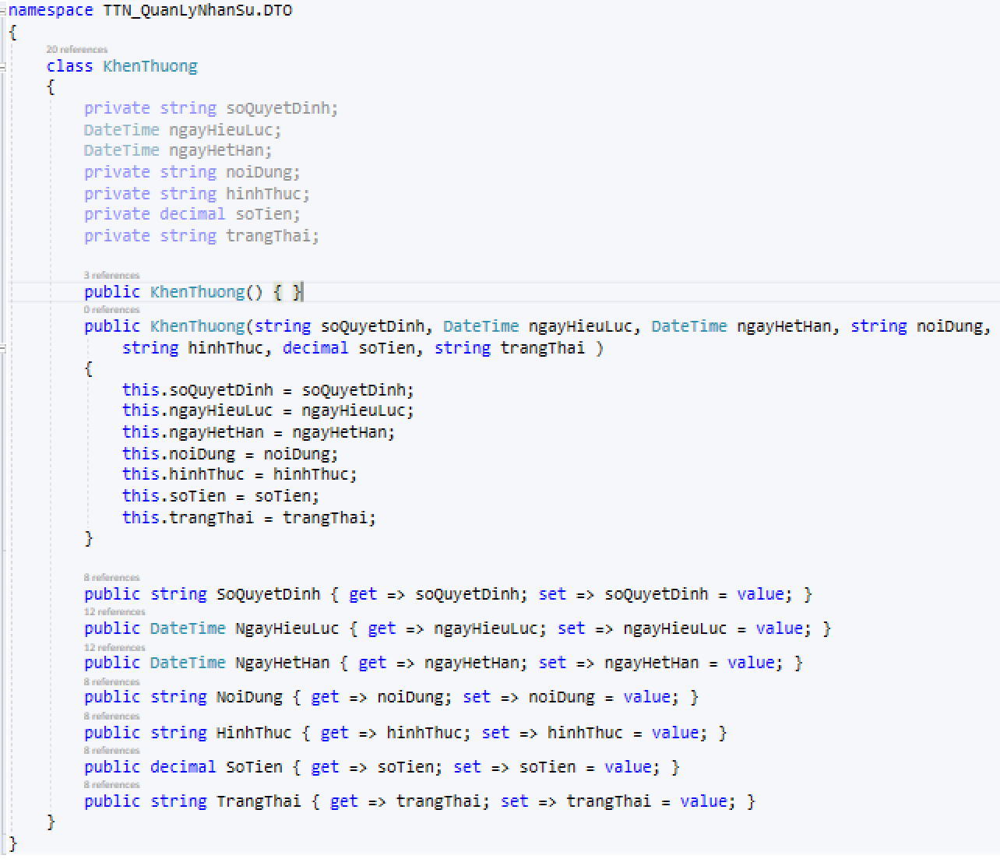 namespace TTN_QuanLyNhanSu.DTO
{
20 references
class KhenThuong
{
private string soQuyetDinh;
DateTime ngayHieuLuc;
DateTime ngayHetHan;
private string noiDung;
private string hinhThuc;
private decimal soTien;
private string trangThai;
3 references
public KhenThuong() { }
0 references
public KhenThuong(string soQuyetDinh, DateTime ngayHieuLuc, DateTime ngayHetHan, string noiDung,
string hinhThuc, decimal soTien, string trangThai )
{
this.soQuyetDinh = soQuyetDinh;
this.ngayHieuLuc = ngayHieuLuc;
this.ngayHetHan = ngayHetHan;
this.noiDung = noiDung;
this.hinhThuc = hinhThuc;
this.soTien = soTien;
this.trangThai = trangThai;
}
8 references
public string SoQuyetDinh { get => soQuyetDinh; set => soQuyetDinh = value; }
12 references
public DateTime NgayHieuLuc { get => ngayHieuLuc; set => ngayHieuLuc = value; }
12 references
public DateTime NgayHetHan { get => ngayHetHan; set => ngayHetHan = value; }
8 references
public string NoiDung { get => noiDung; set => noiDung = value; }
8 references
public string HinhThuc { get => hinhThuc; set => hinhThuc = value; }
8 references
public decimal SoTien { get => soTien; set => soTien = value; }
8 references
public string TrangThai { get => trangThai; set => trangThai = value; }
}
}